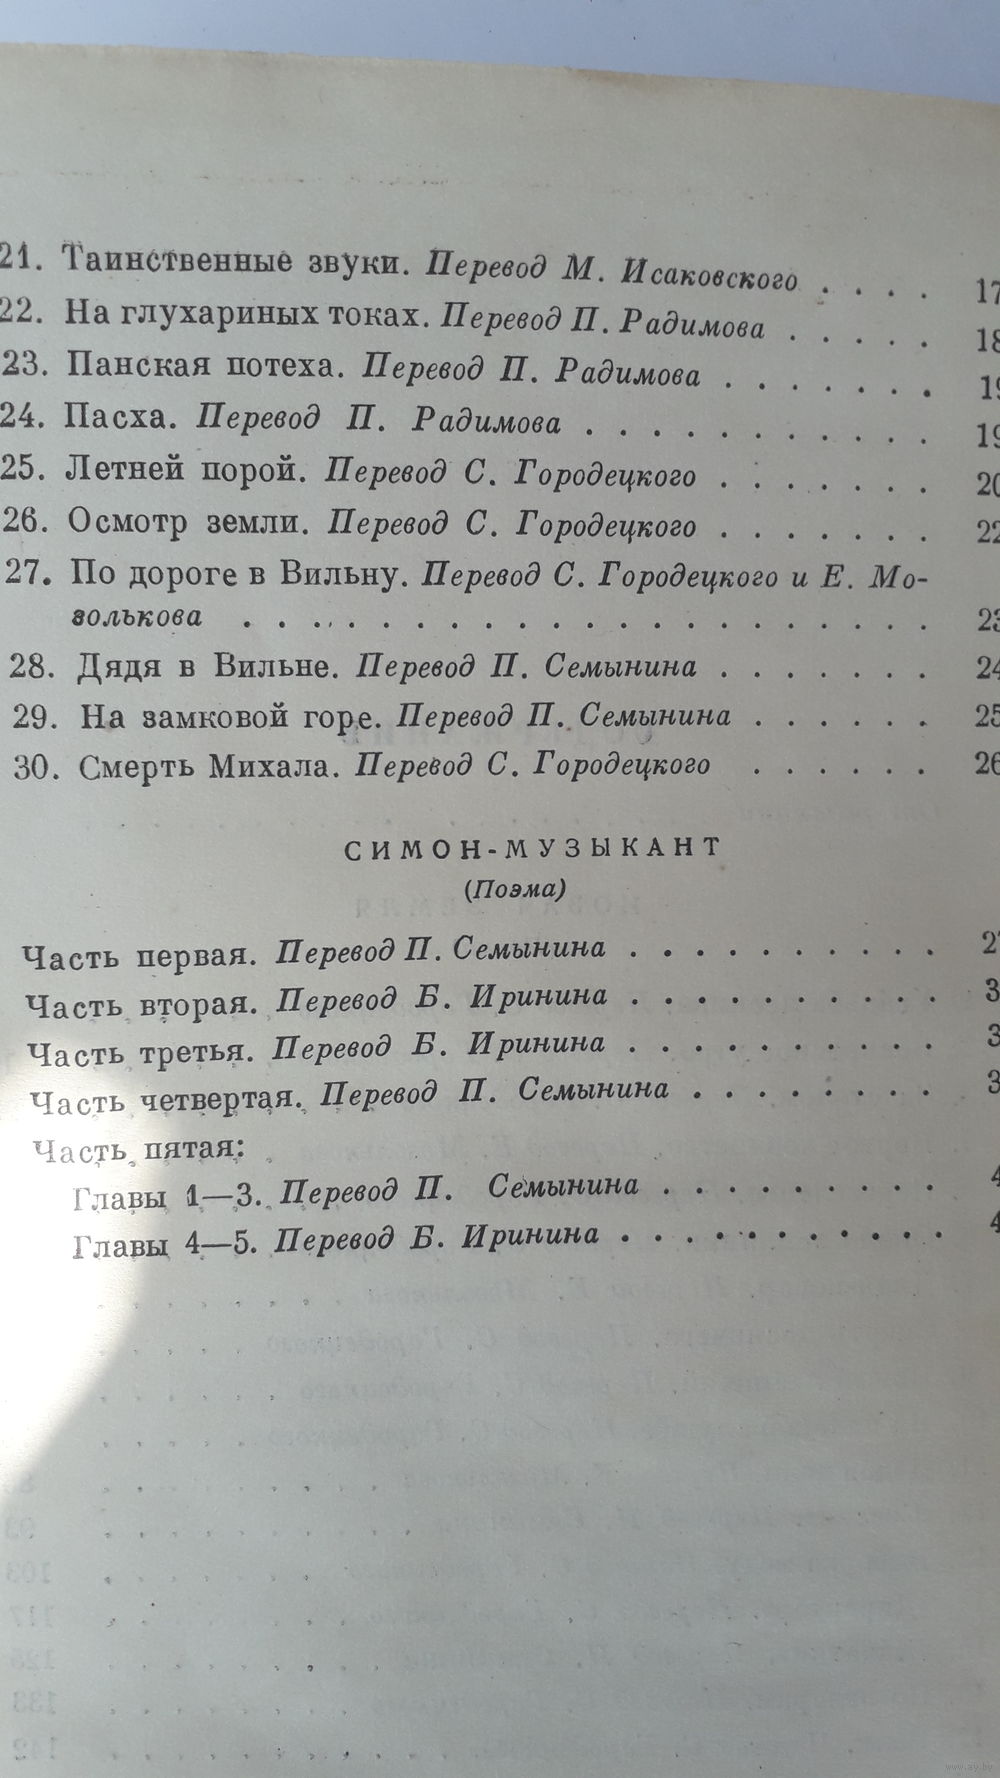 21. Таинственные звуки. Перевод М. Исаковского . . . . 17
22. На глухариных токах. Перевод П. Радимова . . . . . 18
23. Панская потеха. Перевод П. Радимова . . . . . . . 19
24. Пасха. Перевод П. Радимова . . . . . . . . . . . 19
25. Летней порой. Перевод С. Городецкого . . . . . . . 20
26. Осмотр земли. Перевод С. Городецкого . . . . . . . 22
27. По дороге в Вильну. Перевод С. Городецкого и Е. Мо-
золькова . . . . . . . . . . . . . . . . . . . . . 23
28. Дядя в Вильне. Перевод П. Семынина . . . . . . . 24
29. На замковой горе. Перевод П. Семынина . . . . . . 25
30. Смерть Михала. Перевод С. Городецкого . . . . . . 26
СИМОН-МУЗЫКАНТ
(Поэма)
Часть первая. Перевод П. Семынина . . . . . . . . . . 27
Часть вторая. Перевод Б. Иринина . . . . . . . . . . 3
Часть третья. Перевод Б. Иринина . . . . . . . . . . 3
Часть четвертая. Перевод П. Семынина . . . . . . . . 3
Часть пятая:
Главы 1—3. Перевод П. Семынина . . . . . . . . . 4
Главы 4—5. Перевод Б. Иринина . . . . . . . . . . . 4
www.ay.by